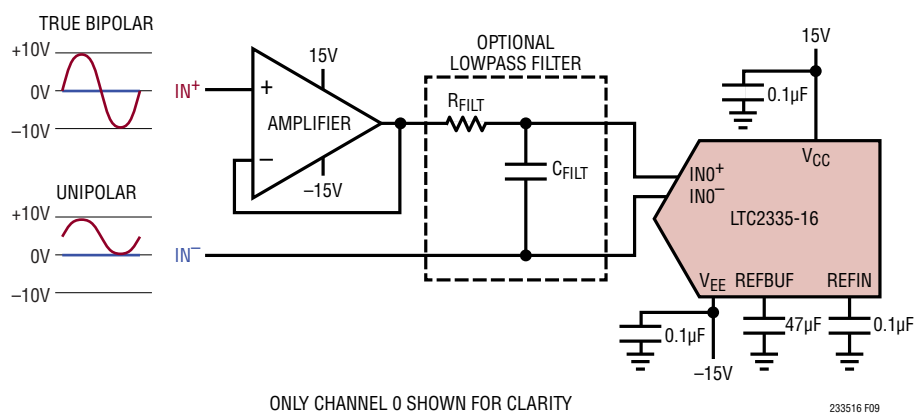 TRUE BIPOLAR
+10V
0V
–10V
IN+
15V
+
AMPLIFIER
–
–15V
OPTIONAL
LOWPASS FILTER
RFILT
CFILT
15V
0.1µF
VCC
IN0+
IN0–
LTC2335-16
VEE REFBUF REFIN
UNIPOLAR
+10V
0V
–10V
IN–
0.1µF
–15V
47µF
0.1µF
ONLY CHANNEL 0 SHOWN FOR CLARITY
233516 F09